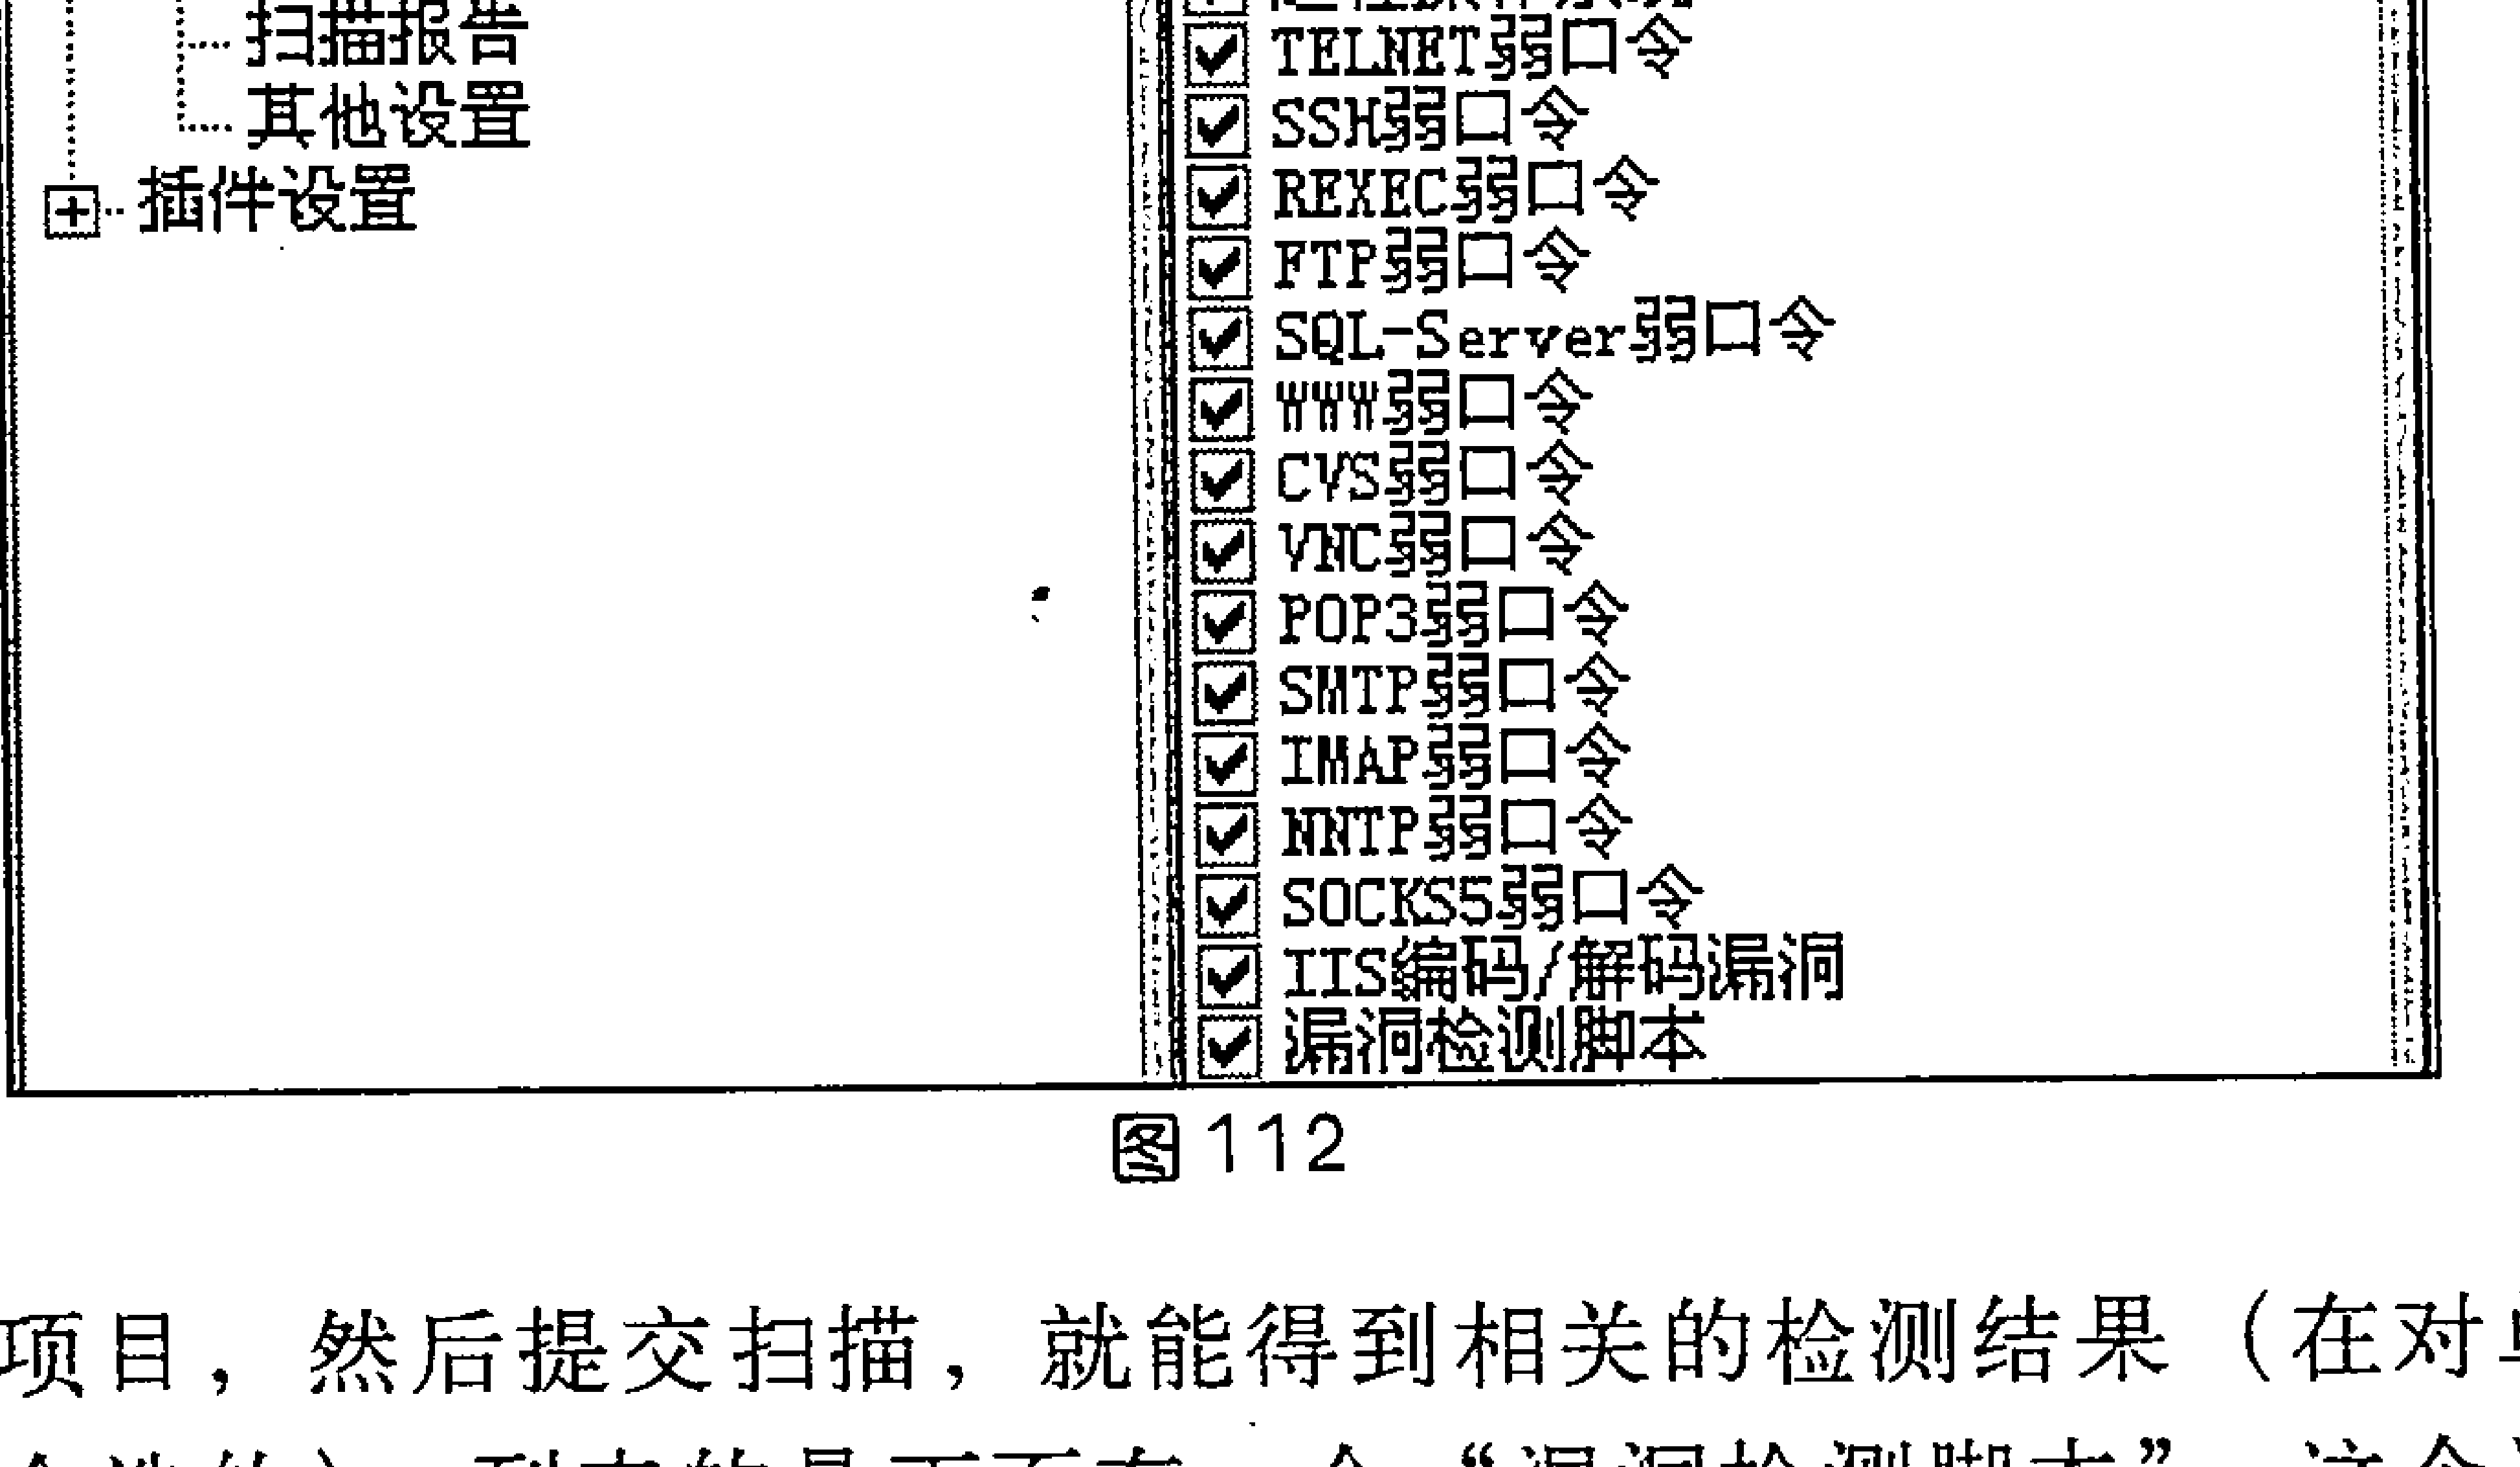 扫描报告
其他设置
插件设置
TELNET弱口令
SSH弱口令
REXEC弱口令
FTP弱口令
SQL-Server弱口令
WWW弱口令
CVS弱口令
VNC弱口令
POP3弱口令
SMTP弱口令
IMAP弱口令
NNTP弱口令
SOCKS5弱口令
IIS编码/解码漏洞
漏洞检测脚本
图112
项目，然后提交扫描，就能得到相关的检测结果（在对
“漏洞检测脚本”